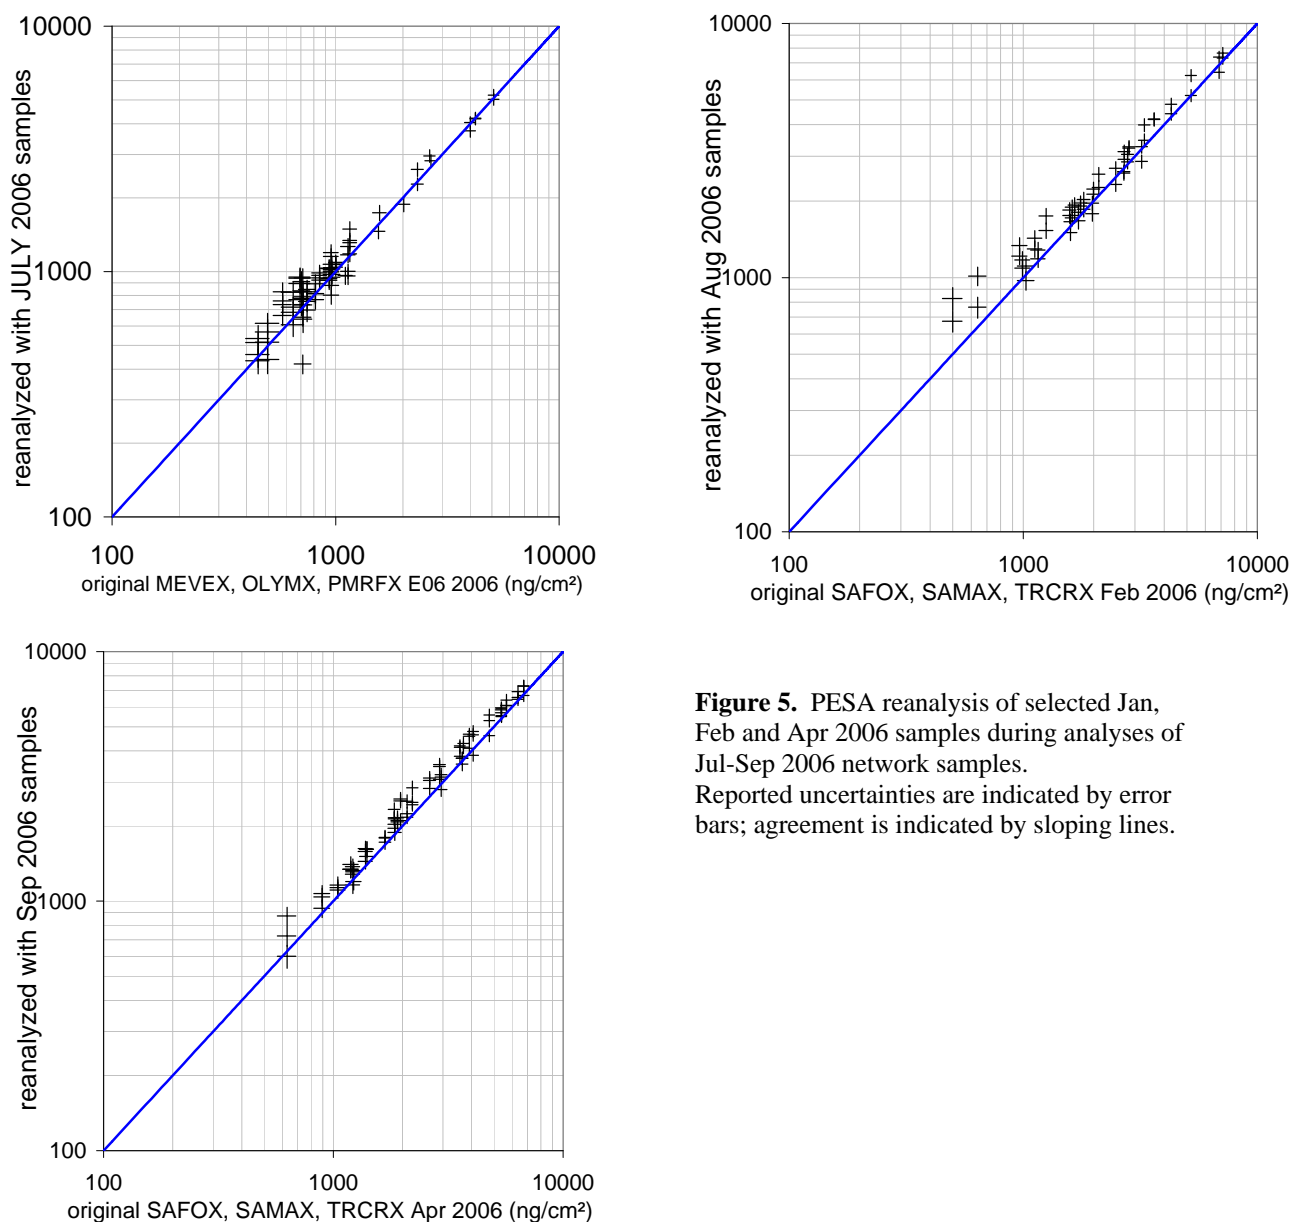 10000
1000
100
reanalyzed with JULY 2006 samples
100 1000 10000
original MEVEX, OLYMX, PMRFX E06 2006 (ng/cm²)
10000
1000
100
reanalyzed with Aug 2006 samples
100 1000 10000
original SAFOX, SAMAX, TRCRX Feb 2006 (ng/cm²)
10000
1000
100
reanalyzed with Sep 2006 samples
100 1000 10000
original SAFOX, SAMAX, TRCRX Apr 2006 (ng/cm²)
Figure 5. PESA reanalysis of selected Jan,
Feb and Apr 2006 samples during analyses of
Jul-Sep 2006 network samples.
Reported uncertainties are indicated by error
bars; agreement is indicated by sloping lines.